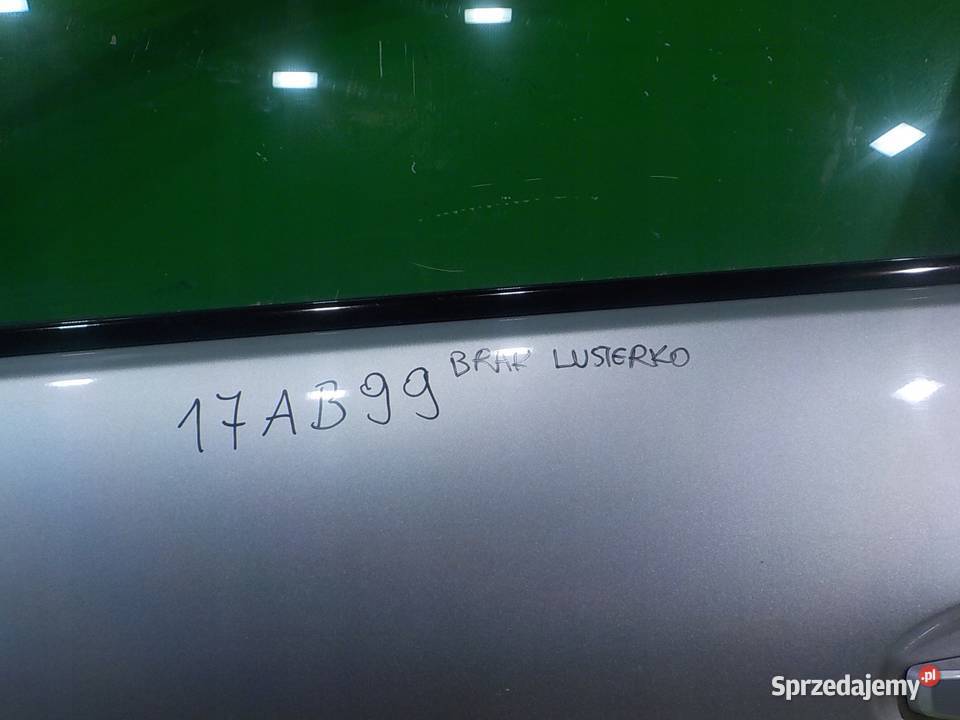 17AB99 BRAK LUSTERKO
Sprzedajemy.pl